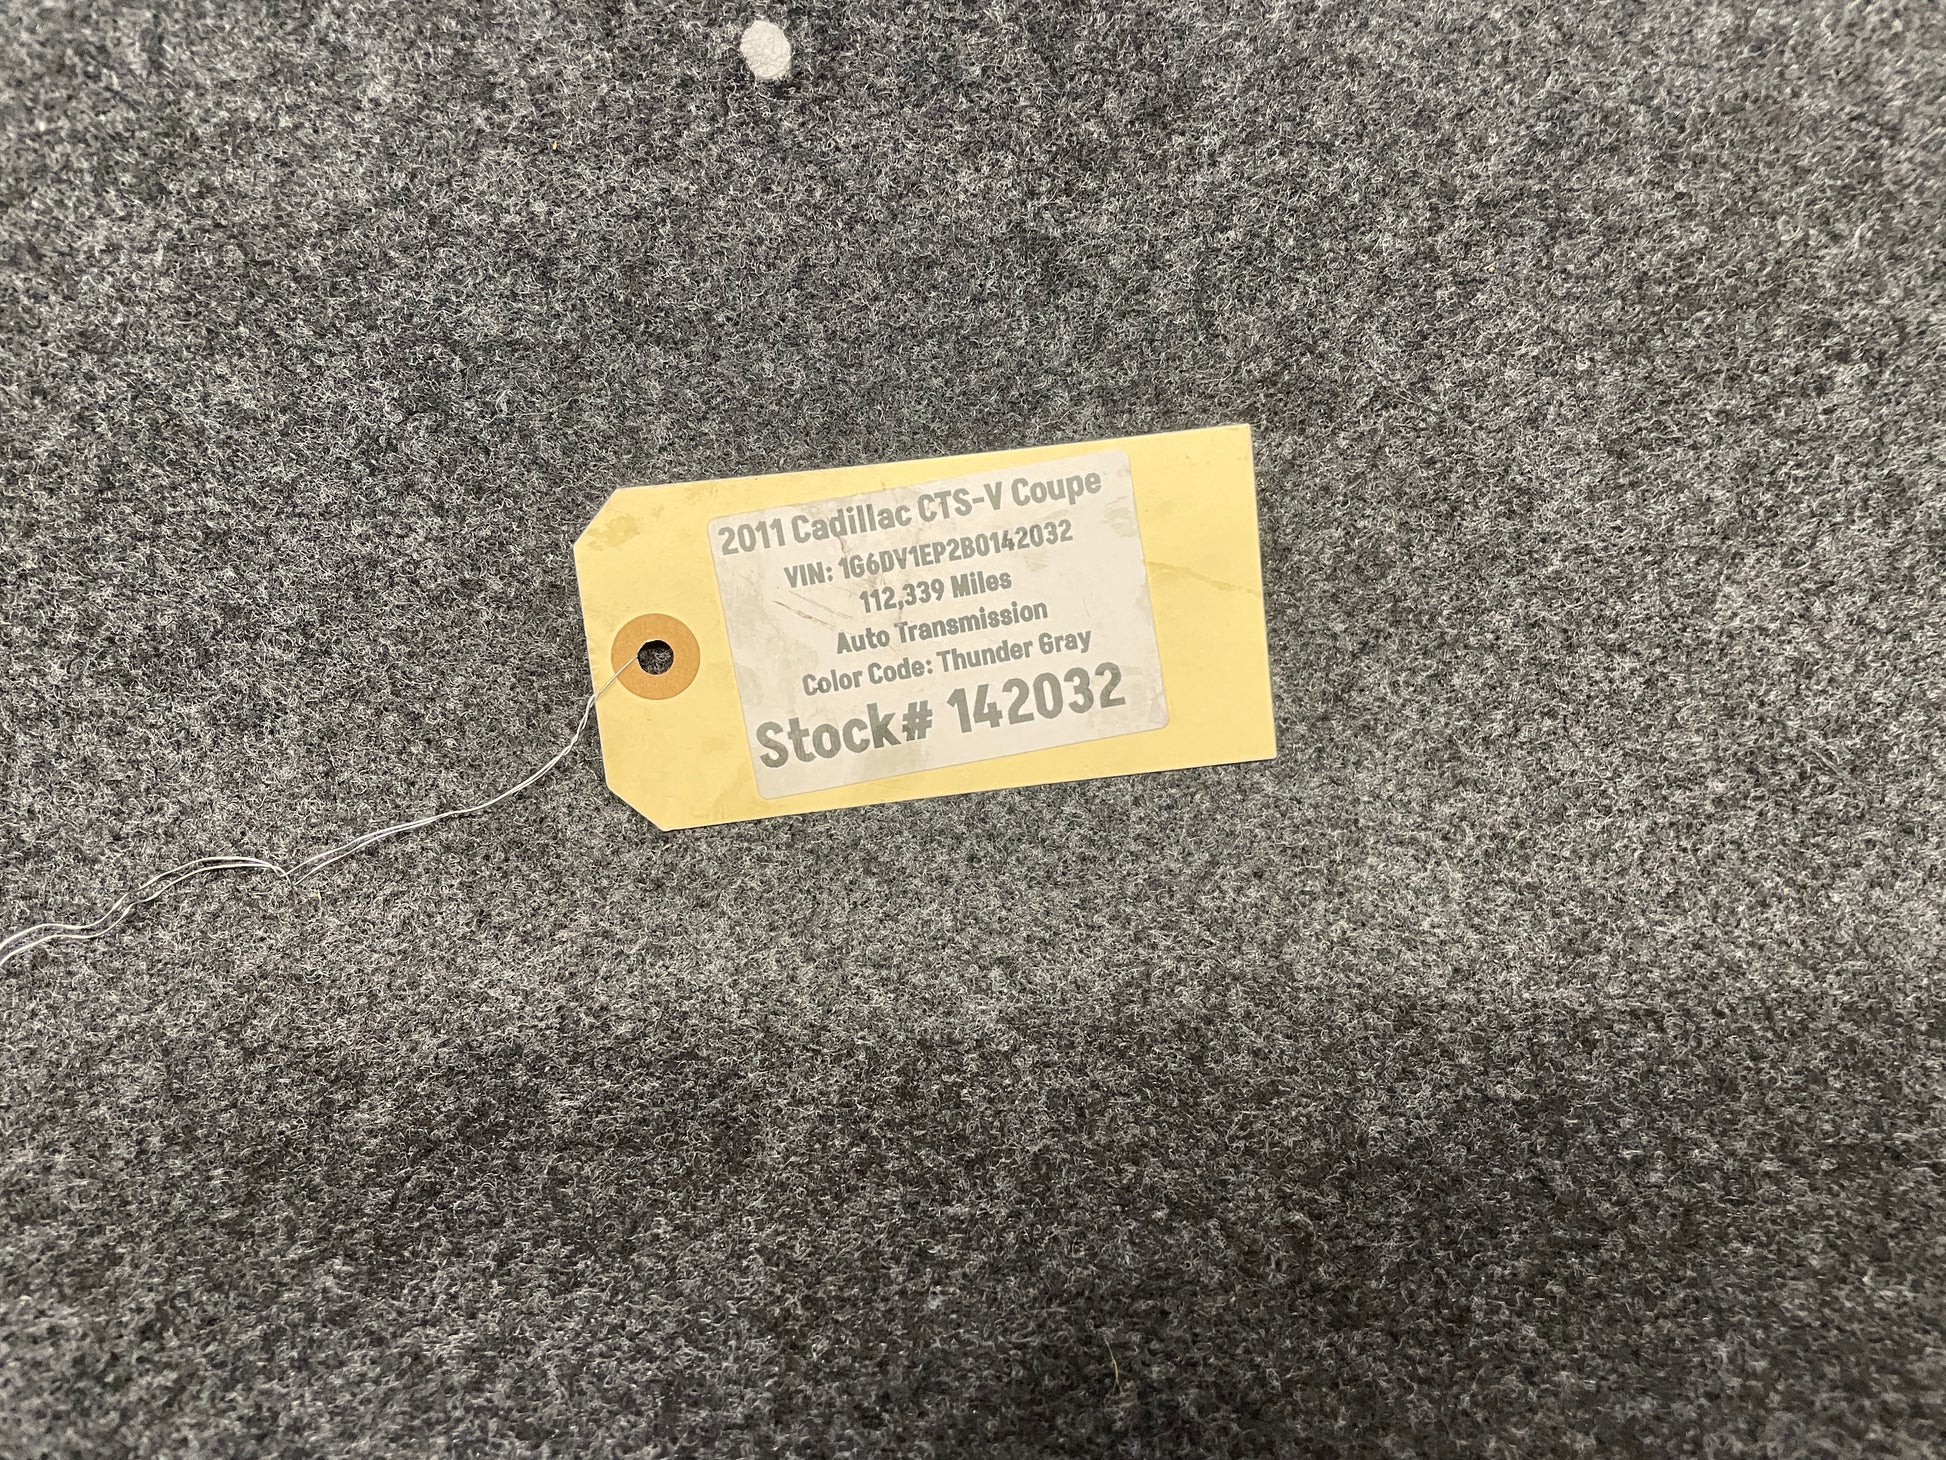 2011 Cadillac CTS-V Coupe
VIN: 1G6DV1EP2B0142032
112,339 Miles
Auto Transmission
Color Code: Thunder Gray
Stock# 142032